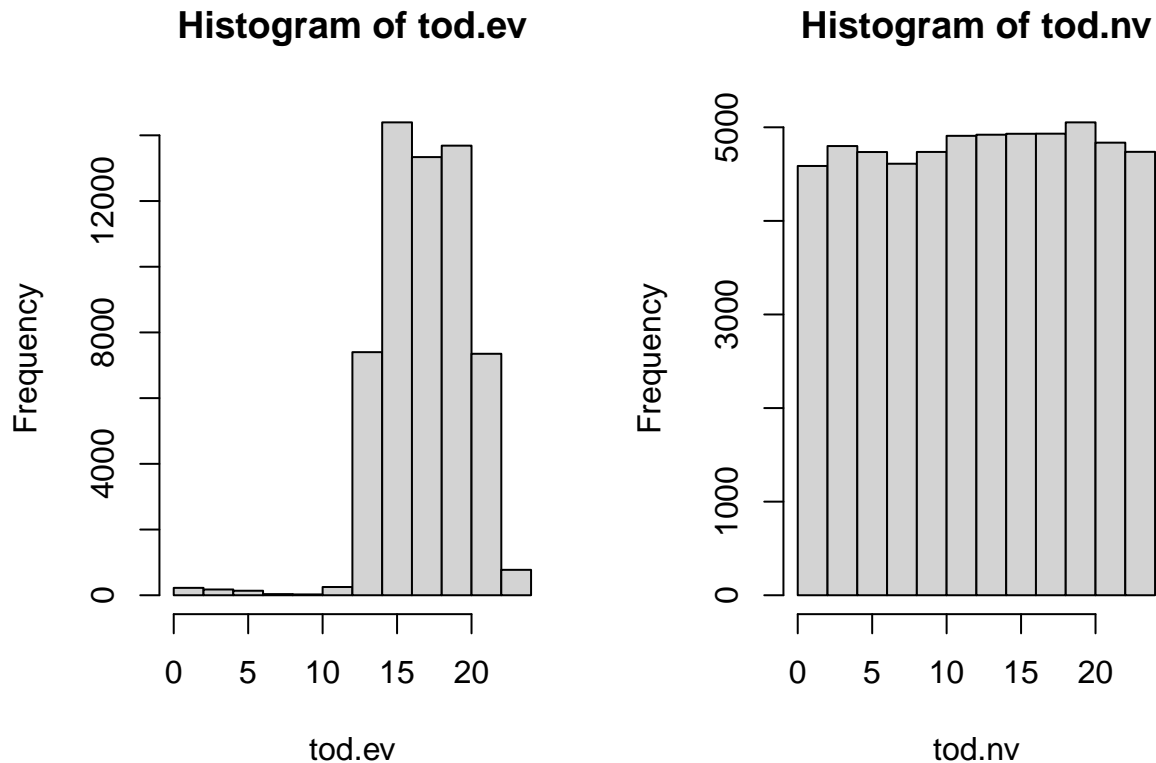 Histogram of tod.ev
Frequency
0
4000
8000
12000
0 5 10 15 20
tod.ev
Histogram of tod.nv
Frequency
0
1000
3000
5000
0 5 10 15 20
tod.nv